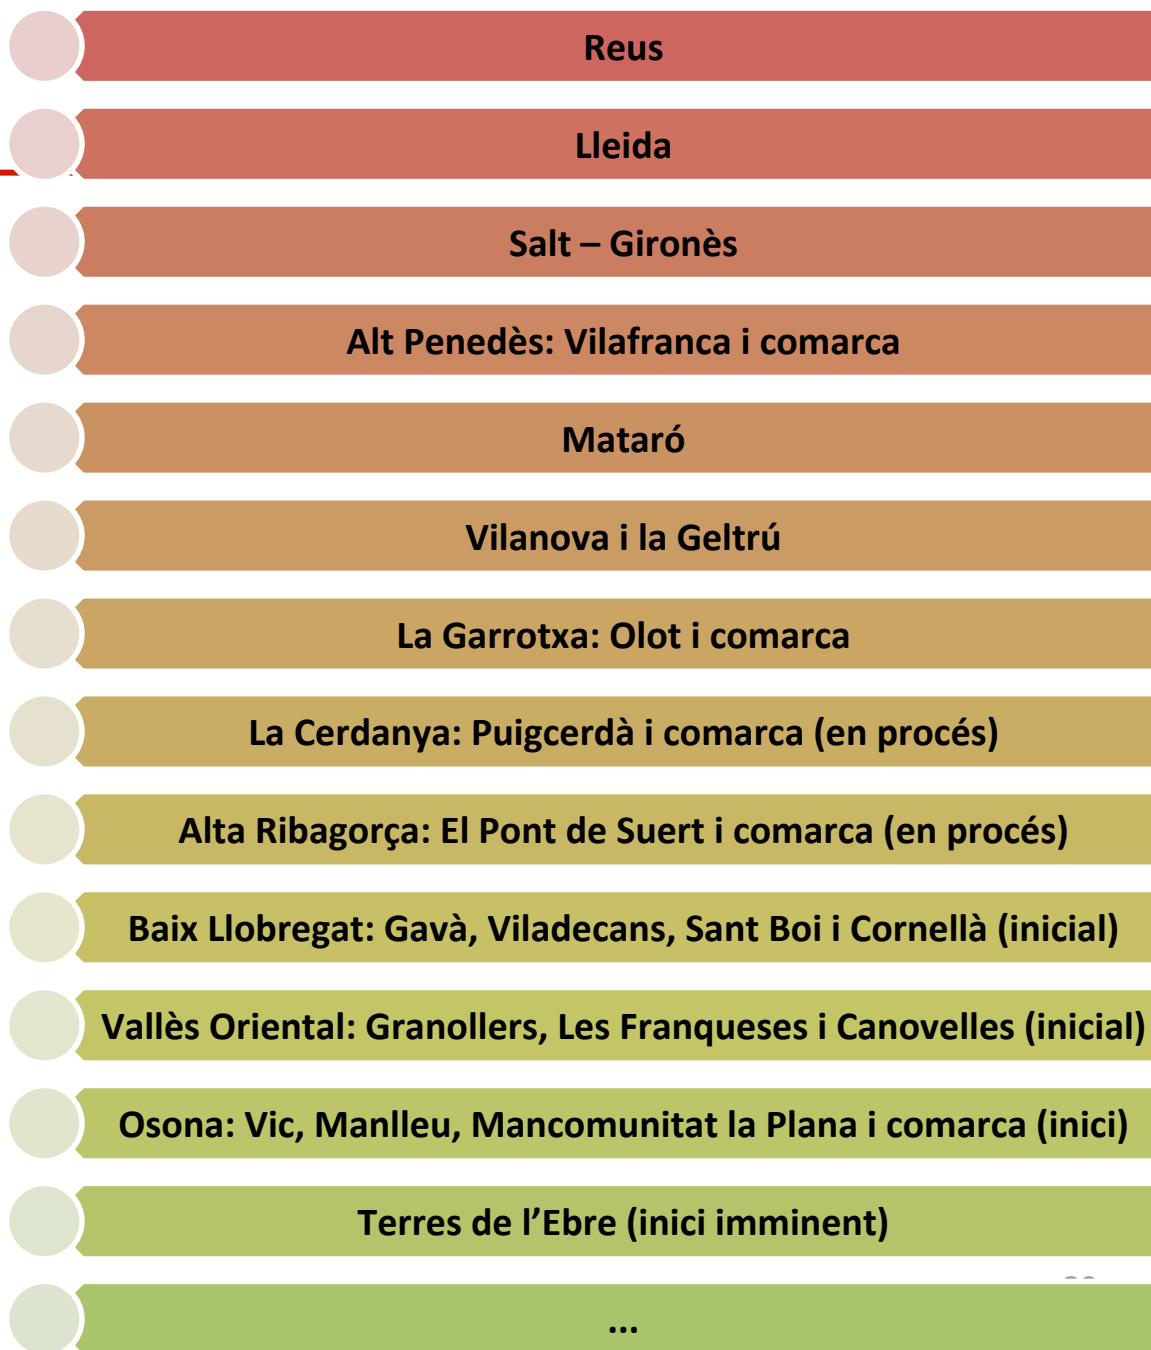 Reus
Lleida
Salt – Gironès
Alt Penedès: Vilafranca i comarca
Mataró
Vilanova i la Geltrú
La Garrotxa: Olot i comarca
La Cerdanya: Puigcerdà i comarca (en procés)
Alta Ribagorça: El Pont de Suert i comarca (en procés)
Baix Llobregat: Gavà, Viladecans, Sant Boi i Cornellà (inicial)
Vallès Oriental: Granollers, Les Franqueses i Canovelles (inicial)
Osona: Vic, Manlleu, Mancomunitat la Plana i comarca (inici)
Terres de l’Ebre (inici imminent)
...